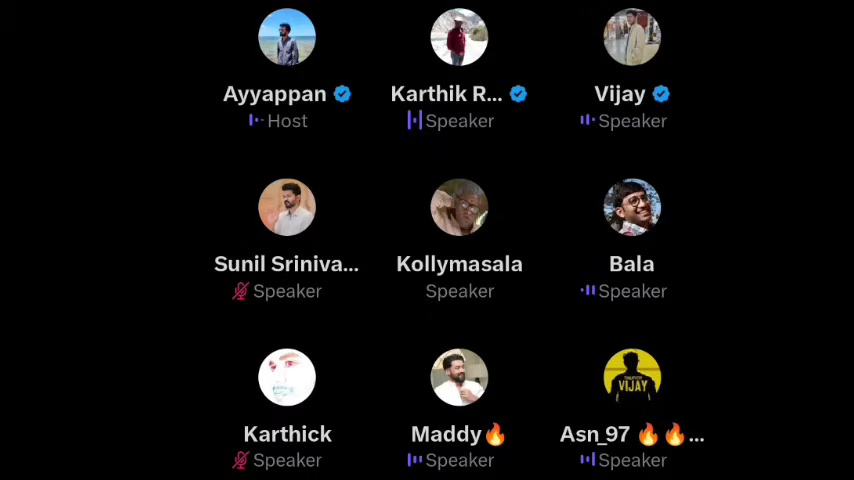 Ayyappan Karthik R... Vijay
Host Speaker Speaker
Sunil Sriniva... Kollymasala Bala
Speaker Speaker Speaker
VIJAY
Karthick Maddy🔥 Asn_97 🔥🔥...
Speaker Speaker Speaker